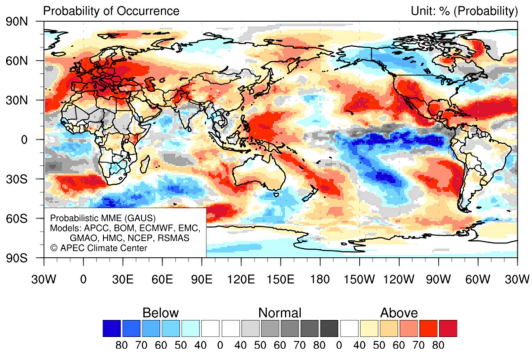 Probability of Occurrence
Unit: % (Probability)
90N
60N
30N
0
30S
60S
90S
Probabilistic MME (GAUS)
Models: APCC, BOM, ECMWF, EMC,
GMAO, HMC, NCEP, RSMAS
© APEC Climate Center
30W 0 30E 60E 90E 120E 150E 180 150W 120W 90W 60W 30W
Below Normal Above
80 70 60 50 40 0 40 50 60 70 80 0 40 50 60 70 80